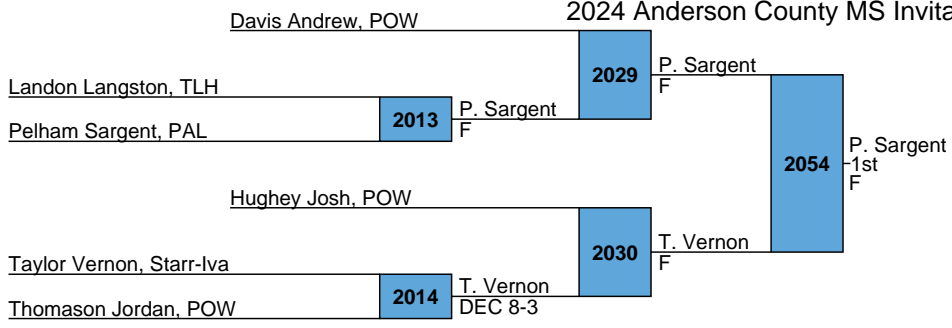 2024 Anderson County MS Invita
Davis Andrew, POW
2029
P. Sargent
F
Landon Langston, TLH
2013
P. Sargent
F
Pelham Sargent, PAL
2054
P. Sargent
1st
F
Hughey Josh, POW
2030
T. Vernon
F
Taylor Vernon, Starr-Iva
2014
T. Vernon
DEC 8-3
Thomason Jordan, POW